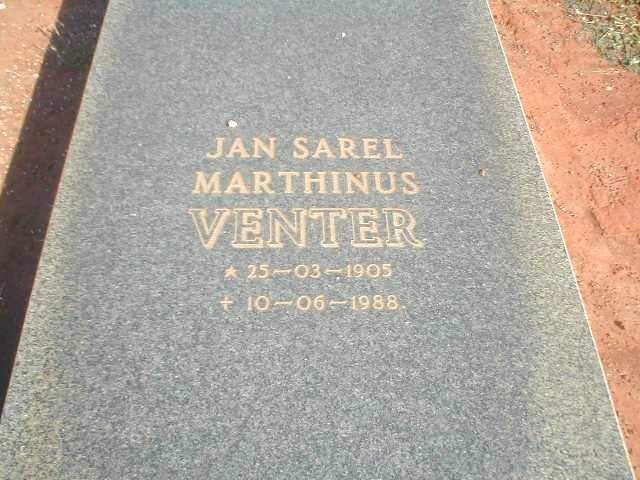 JAN SAREL
MARTHINUS
VENTER
★ 25–03–1905
+ 10–06–1988.